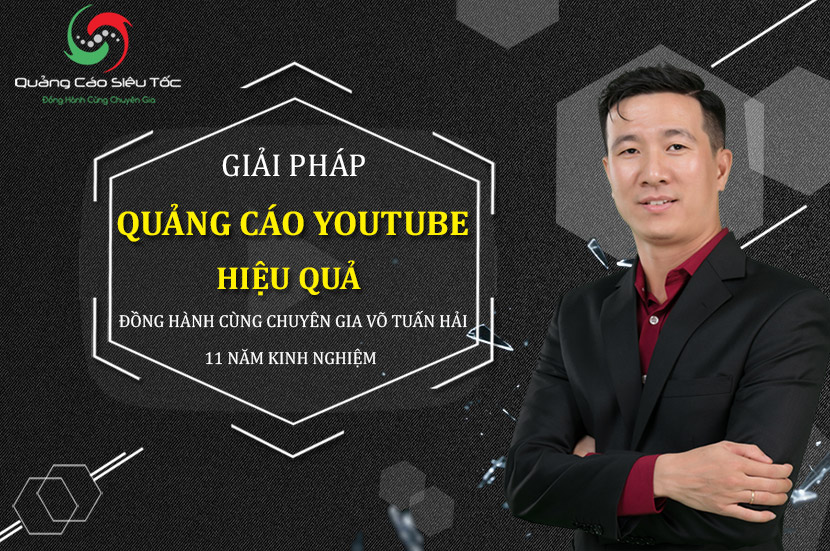 Quảng Cáo Siêu Tốc
Đồng Hành Cùng Chuyên Gia
GIẢI PHÁP
QUẢNG CÁO YOUTUBE
HIỆU QUẢ
ĐỒNG HÀNH CÙNG CHUYÊN GIA VÕ TUẤN HẢI
11 NĂM KINH NGHIỆM